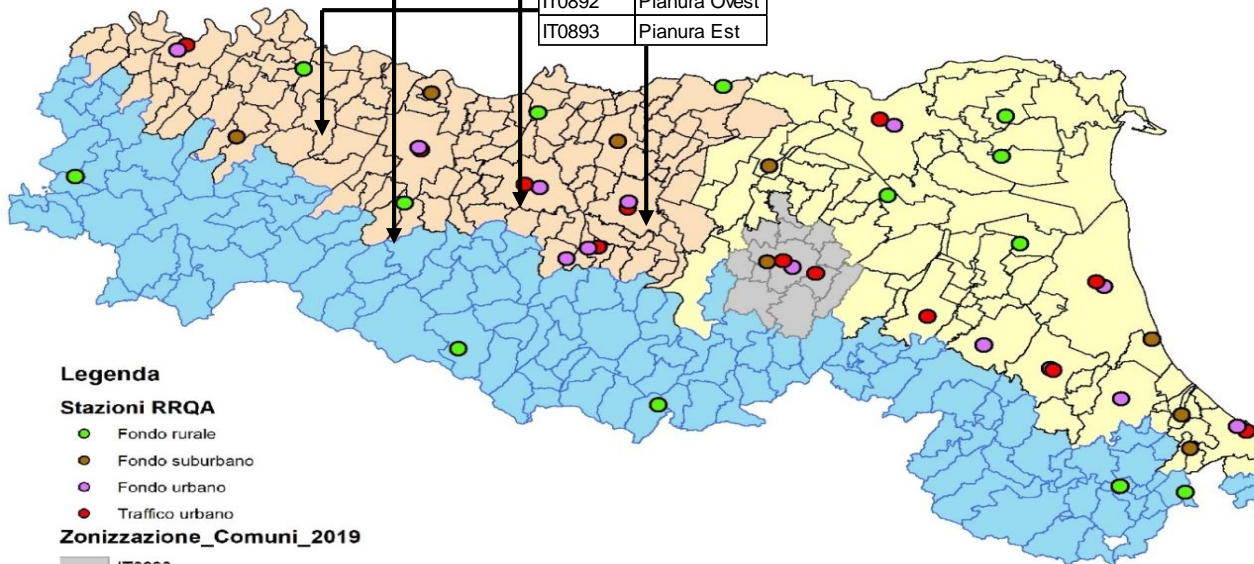 IT0892 Pianura Ovest
IT0893 Pianura Est
Legenda
Stazioni RRQA
Fondo rurale
Fondo suburbano
Fondo urbano
Traffico urbano
Zonizzazione_Comuni_2019